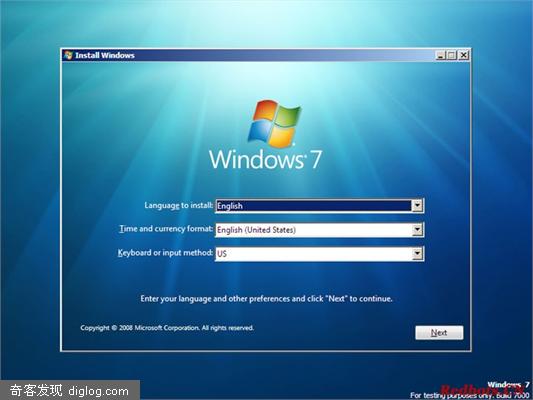 Install Windows
Windows 7
Language to install: English
Time and currency format: English (United States)
Keyboard or input method: US
Enter your language and other preferences and click "Next" to continue.
Copyright © 2008 Microsoft Corporation. All rights reserved.
Next
Windows 7
For testing purposes only. Build 7000
Redbots.CN
奇客发现 diglog.com